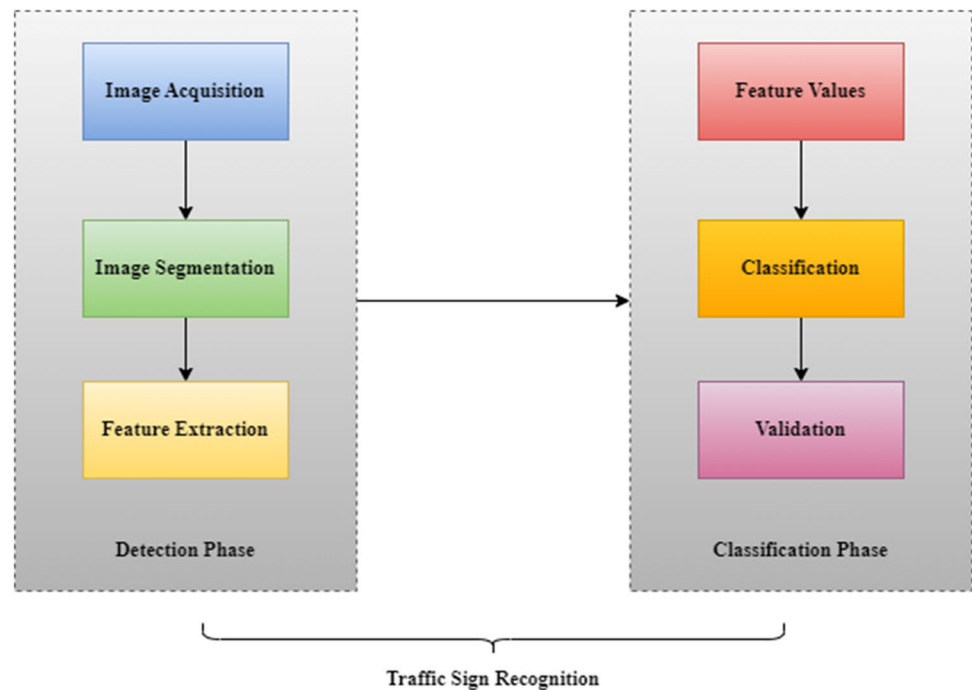 Image Acquisition
Image Segmentation
Feature Extraction
Detection Phase
Feature Values
Classification
Validation
Classification Phase
Traffic Sign Recognition